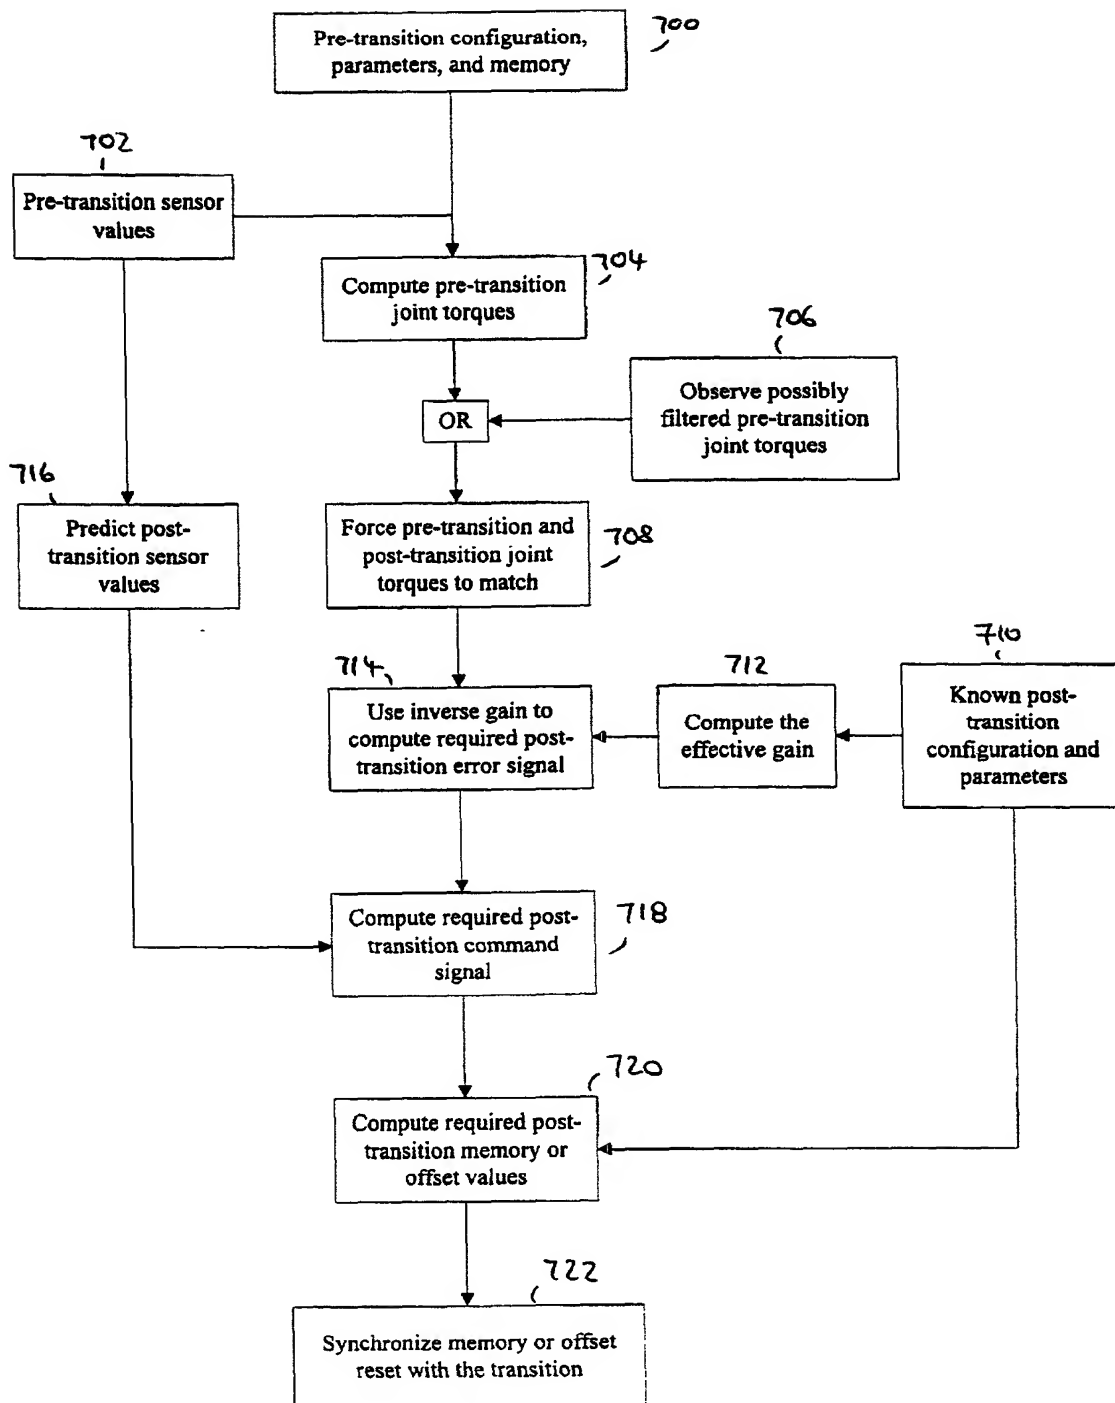 Pre-transition configuration,
parameters, and memory
700
702
Pre-transition sensor
values
704
Compute pre-transition
joint torques
706
Observe possibly
filtered pre-transition
joint torques
OR
716
Predict post-
transition sensor
values
Force pre-transition and
post-transition joint
torques to match
708
710
Known post-
transition
configuration and
parameters
712
Compute the
effective gain
714
Use inverse gain to
compute required post-
transition error signal
Compute required post-
transition command
signal
718
720
Compute required post-
transition memory or
offset values
722
Synchronize memory or offset
reset with the transition